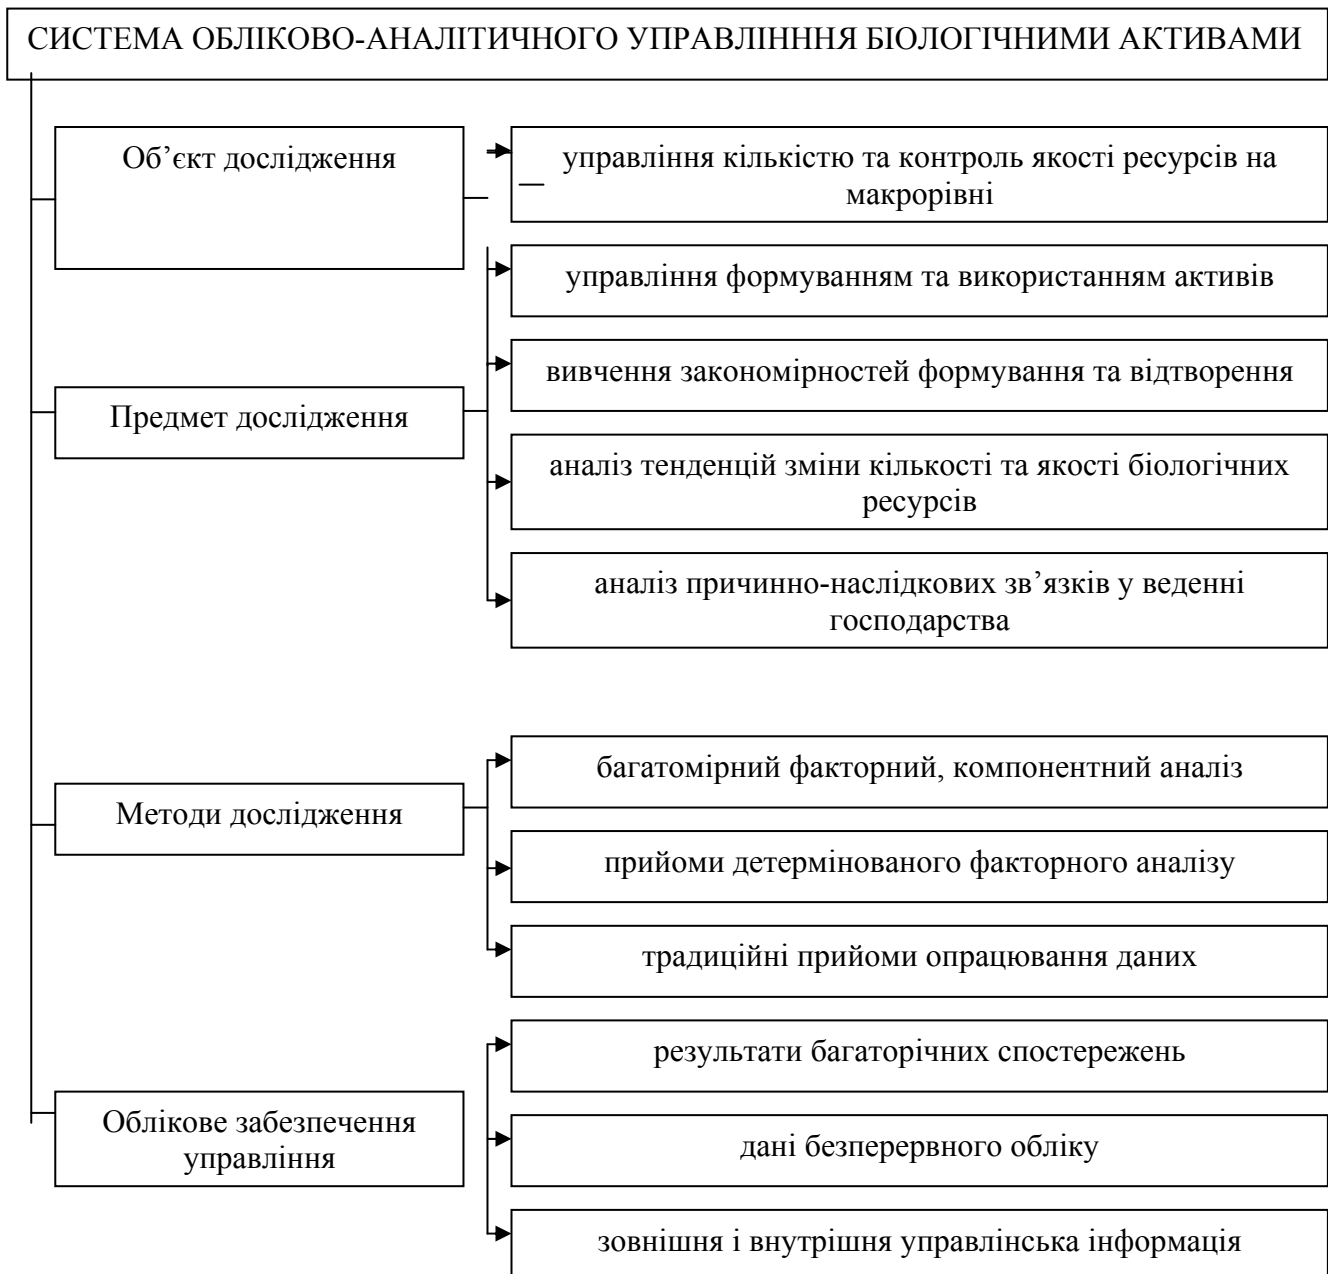 СИСТЕМА ОБЛІКОВО-АНАЛІТИЧНОГО УПРАВЛІНННЯ БІОЛОГІЧНИМИ АКТИВАМИ
Об’єкт дослідження
управління кількістю та контроль якості ресурсів на
макрорівні
управління формуванням та використанням активів
вивчення закономірностей формування та відтворення
Предмет дослідження
аналіз тенденцій зміни кількості та якості біологічних
ресурсів
аналіз причинно-наслідкових зв’язків у веденні
господарства
багатомірний факторний, компонентний аналіз
Методи дослідження
прийоми детермінованого факторного аналізу
традиційні прийоми опрацювання даних
результати багаторічних спостережень
Облікове забезпечення
управління
дані безперервного обліку
зовнішня і внутрішня управлінська інформація